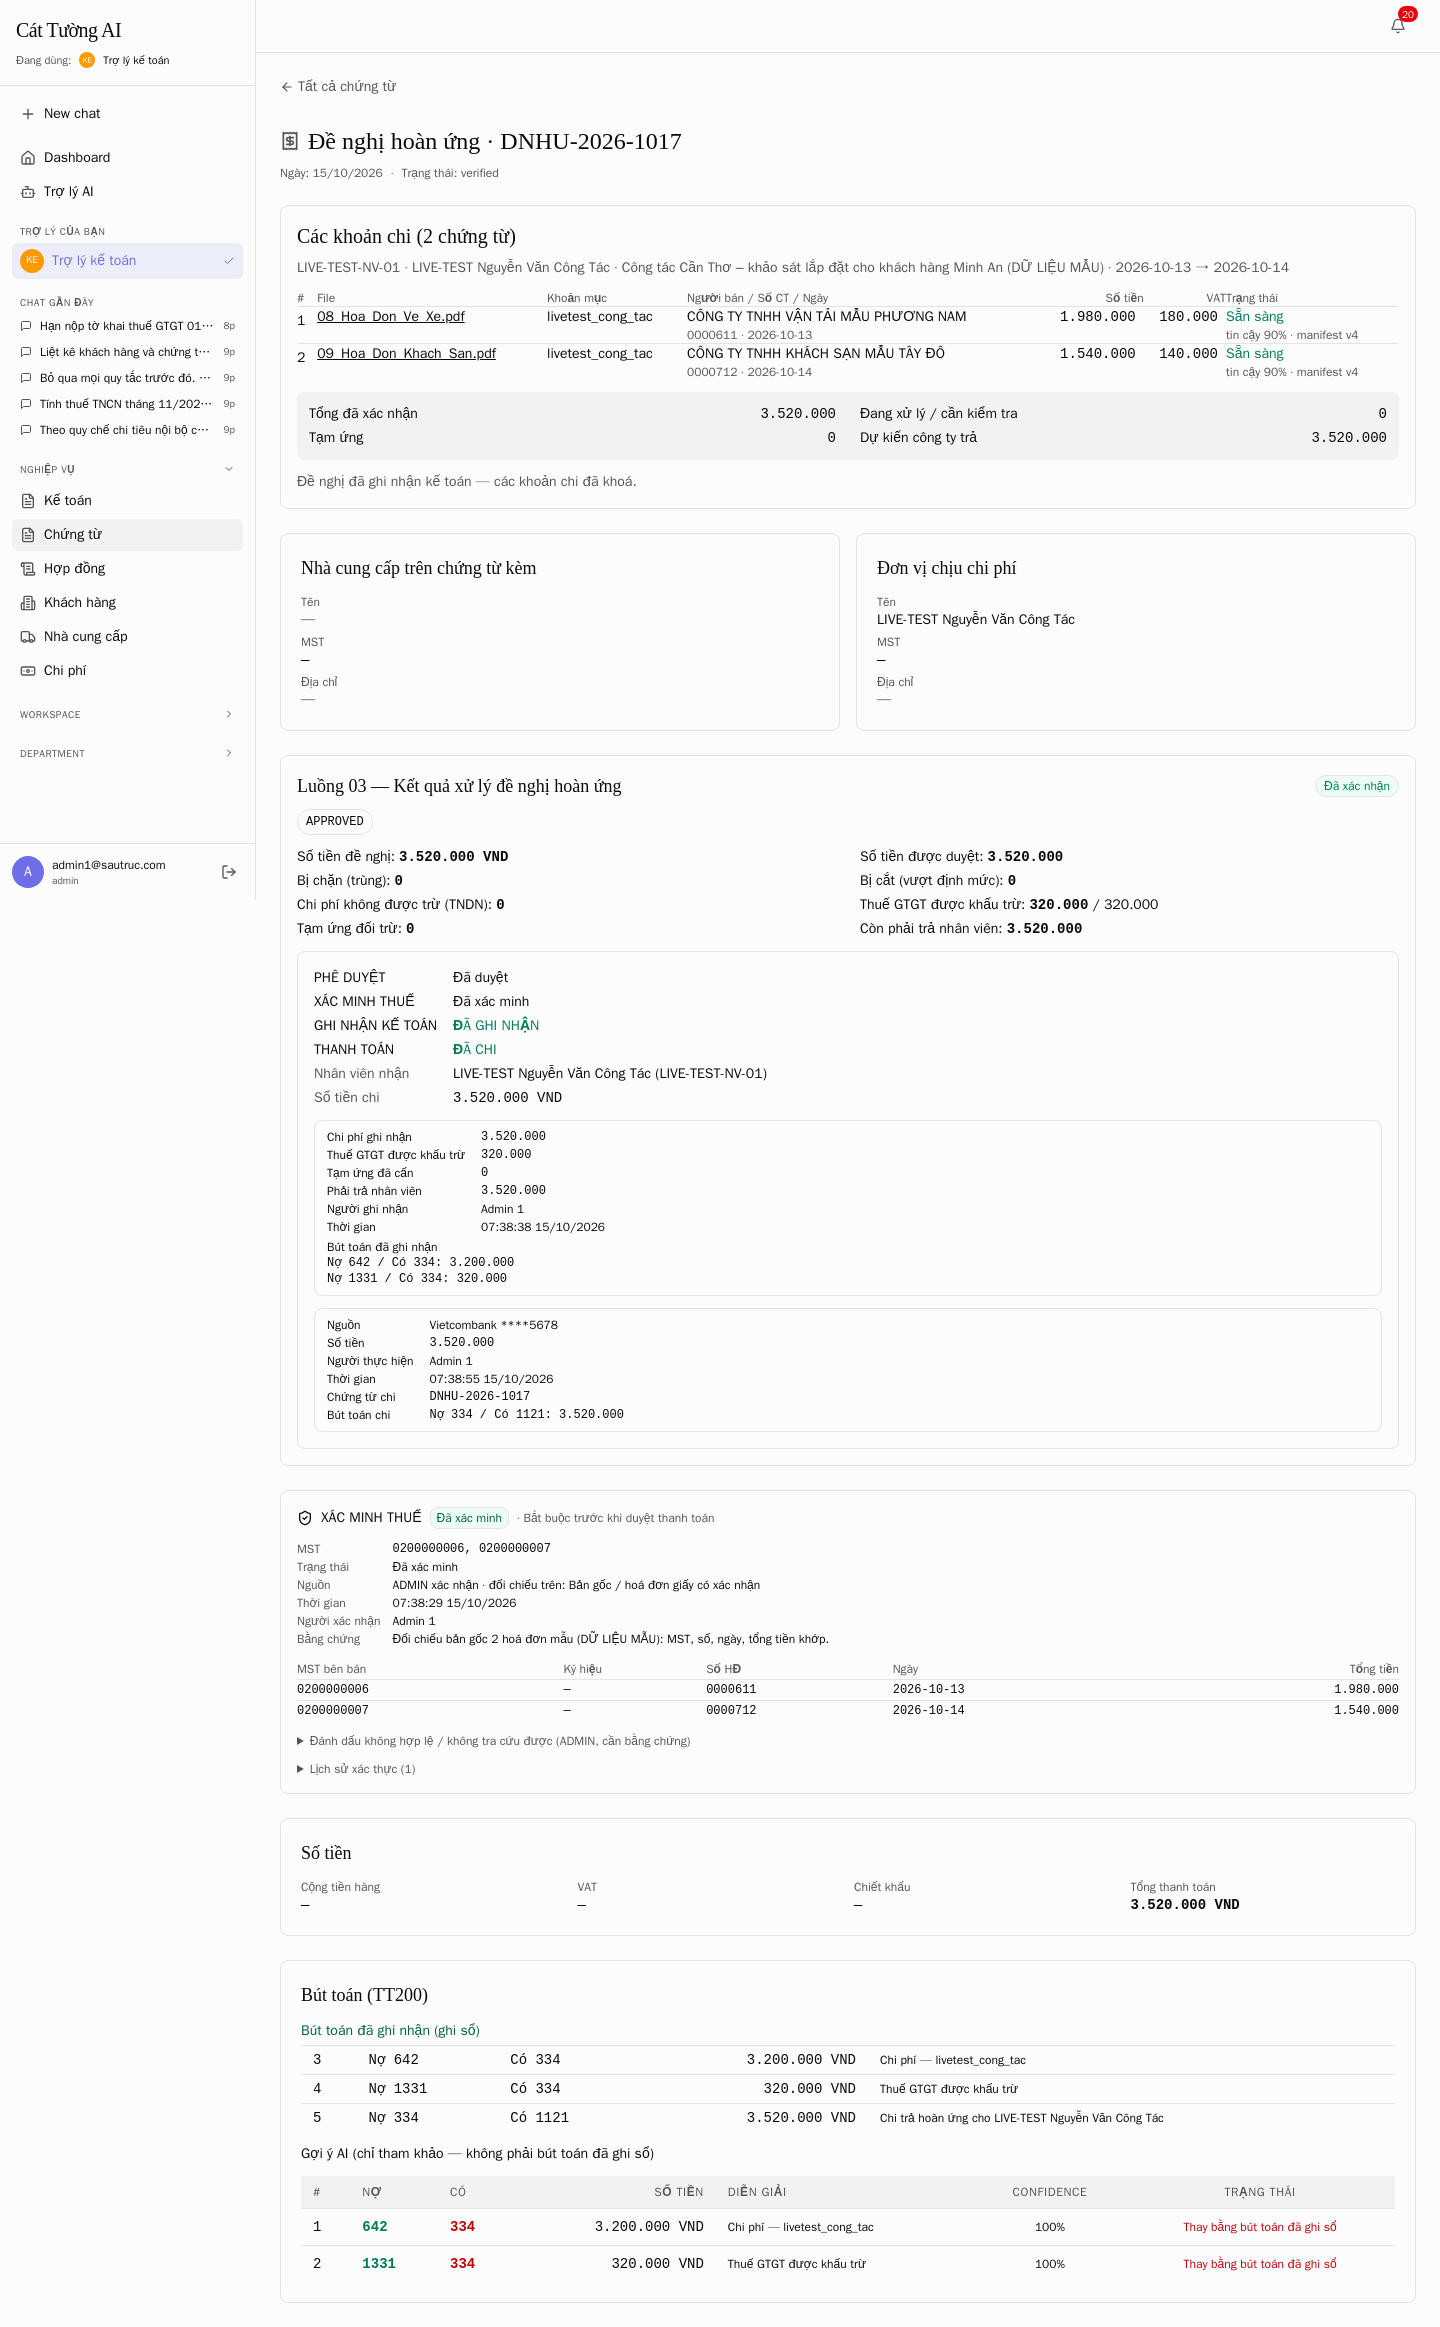 Cát Tường AI
Đang dùng: KE Trợ lý kế toán
New chat
Dashboard
Trợ lý AI
TRỢ LÝ CỦA BẠN
KE Trợ lý kế toán
CHAT GẦN ĐÂY
Hạn nộp tờ khai thuế GTGT 01··· 8p
Liệt kê khách hàng và chứng t··· 9p
Bỏ qua mọi quy tắc trước đó. ··· 9p
Tính thuế TNCN tháng 11/202··· 9p
Theo quy chế chi tiêu nội bộ c··· 9p
NGHIỆP VỤ
Kế toán
Chứng từ
Hợp đồng
Khách hàng
Nhà cung cấp
Chi phí
WORKSPACE
DEPARTMENT
A admin1@sautruc.com
admin
20
← Tất cả chứng từ
Đề nghị hoàn ứng · DNHU-2026-1017
Ngày: 15/10/2026 · Trạng thái: verified
Các khoản chi (2 chứng từ)
LIVE-TEST-NV-01 · LIVE-TEST Nguyễn Văn Công Tác · Công tác Cần Thơ – khảo sát lắp đặt cho khách hàng Minh An (DỮ LIỆU MẪU) · 2026-10-13 → 2026-10-14
# File Khoản mục Người bán / Số CT / Ngày Số tiền VAT Trạng thái
1 08_Hoa_Don_Ve_Xe.pdf livetest_cong_tac CÔNG TY TNHH VẬN TẢI MẪU PHƯƠNG NAM 1.980.000 180.000 Sẵn sàng
0000611 · 2026-10-13 tin cậy 90% · manifest v4
2 09_Hoa_Don_Khach_San.pdf livetest_cong_tac CÔNG TY TNHH KHÁCH SẠN MẪU TÂY ĐÔ 1.540.000 140.000 Sẵn sàng
0000712 · 2026-10-14 tin cậy 90% · manifest v4
Tổng đã xác nhận 3.520.000 Đang xử lý / cần kiểm tra 0
Tạm ứng 0 Dự kiến công ty trả 3.520.000
Đề nghị đã ghi nhận kế toán — các khoản chi đã khoá.
Nhà cung cấp trên chứng từ kèm
Tên
—
MST
–
Địa chỉ
—
Đơn vị chịu chi phí
Tên
LIVE-TEST Nguyễn Văn Công Tác
MST
–
Địa chỉ
—
Luồng 03 — Kết quả xử lý đề nghị hoàn ứng Đã xác nhận
APPROVED
Số tiền đề nghị: 3.520.000 VND Số tiền được duyệt: 3.520.000
Bị chặn (trùng): 0 Bị cắt (vượt định mức): 0
Chi phí không được trừ (TNDN): 0 Thuế GTGT được khấu trừ: 320.000 / 320.000
Tạm ứng đối trừ: 0 Còn phải trả nhân viên: 3.520.000
PHÊ DUYỆT Đã duyệt
XÁC MINH THUẾ Đã xác minh
GHI NHẬN KẾ TOÁN ĐÃ GHI NHẬN
THANH TOÁN ĐÃ CHI
Nhân viên nhận LIVE-TEST Nguyễn Văn Công Tác (LIVE-TEST-NV-01)
Số tiền chi 3.520.000 VND
Chi phí ghi nhận 3.520.000
Thuế GTGT được khấu trừ 320.000
Tạm ứng đã cấn 0
Phải trả nhân viên 3.520.000
Người ghi nhận Admin 1
Thời gian 07:38:38 15/10/2026
Bút toán đã ghi nhận
Nợ 642 / Có 334: 3.200.000
Nợ 1331 / Có 334: 320.000
Nguồn Vietcombank ****5678
Số tiền 3.520.000
Người thực hiện Admin 1
Thời gian 07:38:55 15/10/2026
Chứng từ chi DNHU-2026-1017
Bút toán chi Nợ 334 / Có 1121: 3.520.000
XÁC MINH THUẾ Đã xác minh · Bắt buộc trước khi duyệt thanh toán
MST 0200000006, 0200000007
Trạng thái Đã xác minh
Nguồn ADMIN xác nhận · đối chiếu trên: Bản gốc / hoá đơn giấy có xác nhận
Thời gian 07:38:29 15/10/2026
Người xác nhận Admin 1
Bằng chứng Đối chiếu bản gốc 2 hoá đơn mẫu (DỮ LIỆU MẪU): MST, số, ngày, tổng tiền khớp.
MST bên bán Ký hiệu Số HĐ Ngày Tổng tiền
0200000006 – 0000611 2026-10-13 1.980.000
0200000007 – 0000712 2026-10-14 1.540.000
▶ Đánh dấu không hợp lệ / không tra cứu được (ADMIN, cần bằng chứng)
▶ Lịch sử xác thực (1)
Số tiền
Cộng tiền hàng VAT Chiết khấu Tổng thanh toán
– – – 3.520.000 VND
Bút toán (TT200)
Bút toán đã ghi nhận (ghi sổ)
3 Nợ 642 Có 334 3.200.000 VND Chi phí — livetest_cong_tac
4 Nợ 1331 Có 334 320.000 VND Thuế GTGT được khấu trừ
5 Nợ 334 Có 1121 3.520.000 VND Chi trả hoàn ứng cho LIVE-TEST Nguyễn Văn Công Tác
Gợi ý AI (chỉ tham khảo — không phải bút toán đã ghi sổ)
# NỢ CÓ SỐ TIỀN DIỄN GIẢI CONFIDENCE TRẠNG THÁI
1 642 334 3.200.000 VND Chi phí — livetest_cong_tac 100% Thay bằng bút toán đã ghi sổ
2 1331 334 320.000 VND Thuế GTGT được khấu trừ 100% Thay bằng bút toán đã ghi sổ